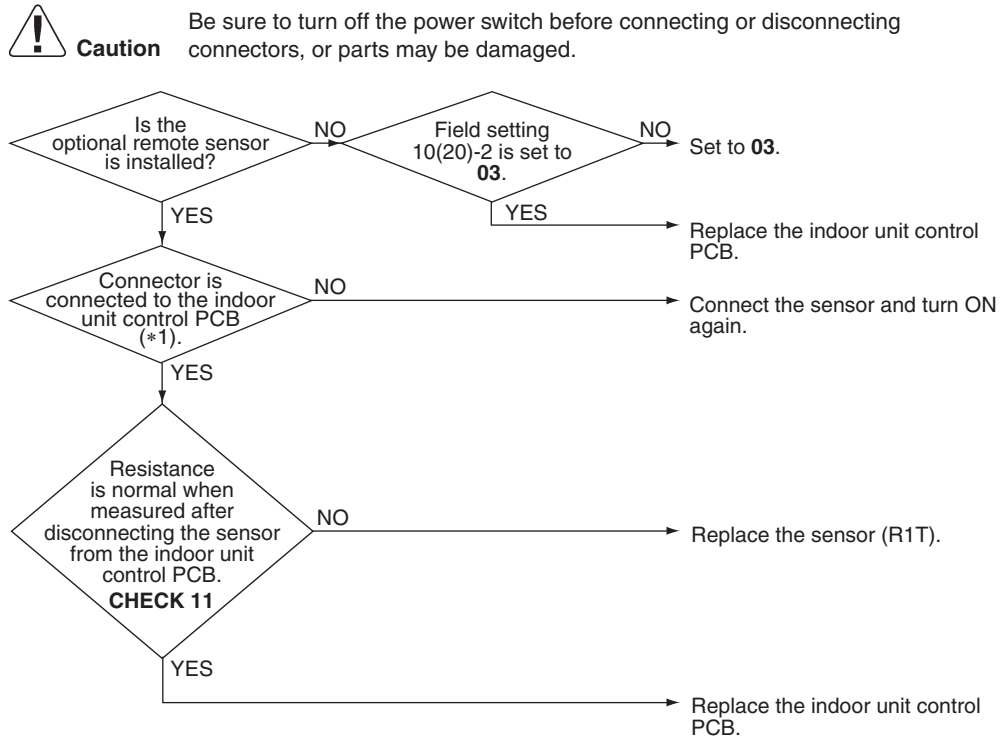 Be sure to turn off the power switch before connecting or disconnecting
Caution connectors, or parts may be damaged.
Is the
optional remote sensor
is installed?
NO
Field setting
10(20)-2 is set to
03.
NO
Set to 03.
YES
YES
Replace the indoor unit control
PCB.
Connector is
connected to the indoor
unit control PCB
(*1).
NO
Connect the sensor and turn ON
again.
YES
Resistance
is normal when
measured after
disconnecting the sensor
from the indoor unit
control PCB.
CHECK 11
NO
Replace the sensor (R1T).
YES
Replace the indoor unit control
PCB.